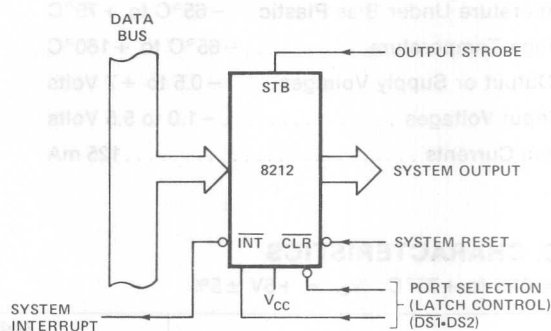 DATA
BUS
OUTPUT STROBE
STB
8212
SYSTEM OUTPUT
INT
CLR
SYSTEM RESET
VCC
PORT SELECTION
(LATCH CONTROL)
(DS1•DS2)
SYSTEM
INTERRUPT